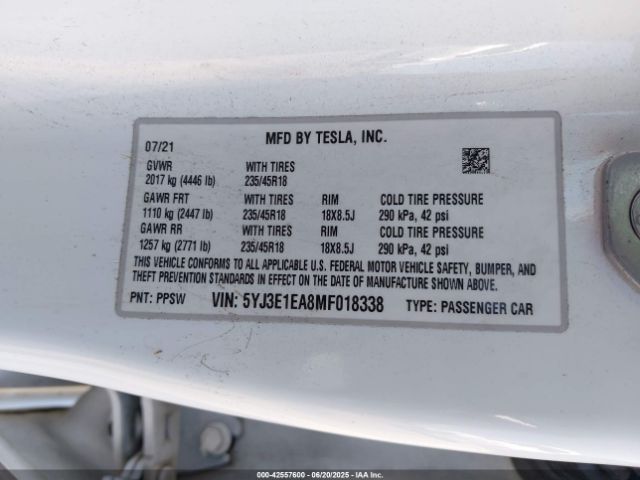 07/21 MFD BY TESLA, INC.
GVWR WITH TIRES
2017 kg (4446 lb) 235/45R18
GAWR FRT WITH TIRES RIM COLD TIRE PRESSURE
1110 kg (2447 lb) 235/45R18 18X8.5J 290 kPa, 42 psi
GAWR RR WITH TIRES RIM COLD TIRE PRESSURE
1257 kg (2771 lb) 235/45R18 18X8.5J 290 kPa, 42 psi
THIS VEHICLE CONFORMS TO ALL APPLICABLE U.S. FEDERAL MOTOR VEHICLE SAFETY, BUMPER, AND
THEFT PREVENTION STANDARDS IN EFFECT ON THE DATE OF MANUFACTURE SHOWN ABOVE.
PNT: PPSW VIN: 5YJ3E1EA8MF018338 TYPE: PASSENGER CAR
000-42557600 - 06/20/2025 - IAA Inc.